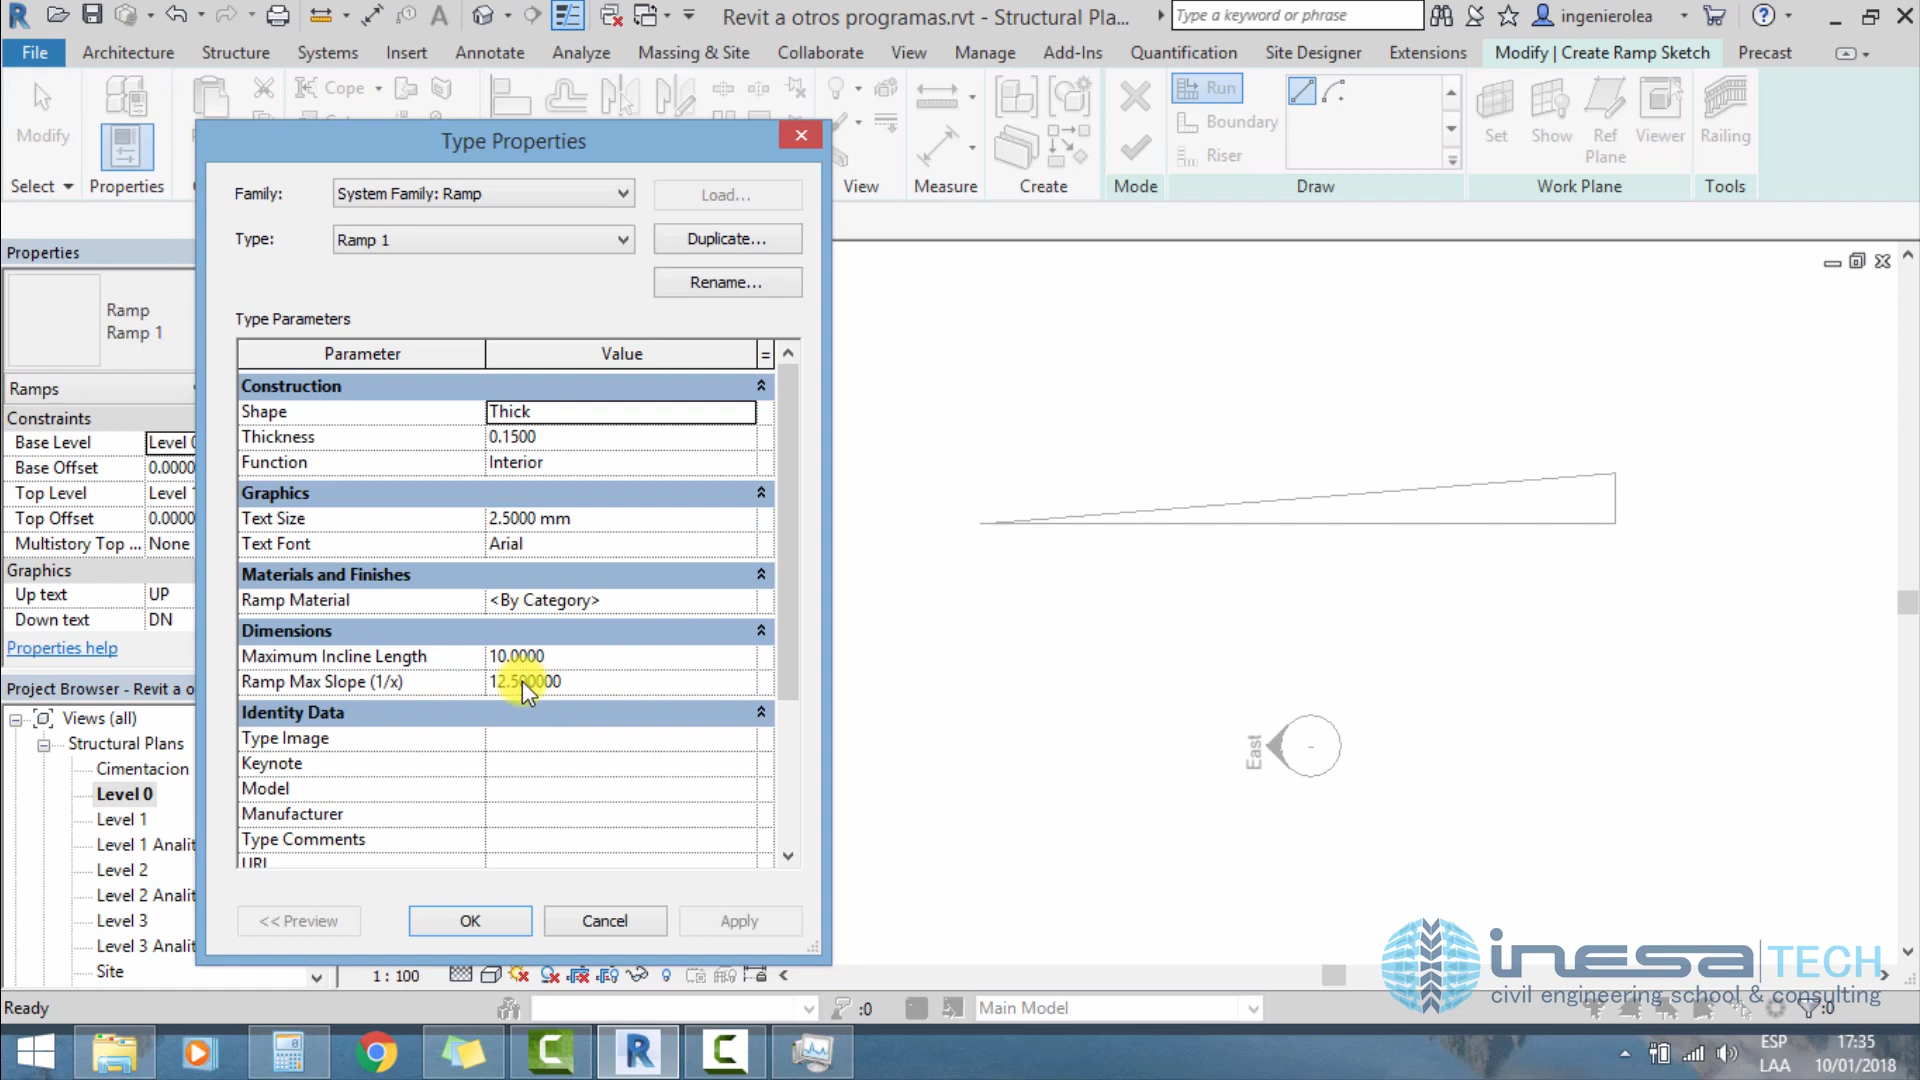 Revit a otros programas.rvt - Structural Pla...
Type a keyword or phrase
ingenierolea
File
Architecture
Structure
Systems
Insert
Annotate
Analyze
Massing & Site
Collaborate
View
Manage
Add-Ins
Quantification
Site Designer
Extensions
Modify | Create Ramp Sketch
Precast
Modify
Cope
Run
Boundary
Riser
Set
Show
Ref
Plane
Viewer
Railing
Select
Properties
View
Measure
Create
Mode
Draw
Work Plane
Tools
Type Properties
Family:
System Family: Ramp
Load...
Type:
Ramp 1
Duplicate...
Rename...
Type Parameters
Parameter
Value
=
Construction
Shape
Thick
Thickness
0.1500
Function
Interior
Graphics
Text Size
2.5000 mm
Text Font
Arial
Materials and Finishes
Ramp Material
<By Category>
Dimensions
Maximum Incline Length
10.0000
Ramp Max Slope (1/x)
12.500000
Identity Data
Type Image
Keynote
Model
Manufacturer
Type Comments
URL
<< Preview
OK
Cancel
Apply
Properties
Ramp
Ramp 1
Ramps
Constraints
Base Level
Level 0
Base Offset
0.0000
Top Level
Level 1
Top Offset
0.0000
Multistory Top ...
None
Graphics
Up text
UP
Down text
DN
Properties help
Project Browser - Revit a o
Views (all)
Structural Plans
Cimentacion
Level 0
Level 1
Level 1 Analit
Level 2
Level 2 Analit
Level 3
Level 3 Analit
Site
East
-
1 : 100
Ready
:0
Main Model
:0
inesa TECH
civil engineering school & consulting
ESP
LAA
17:35
10/01/2018